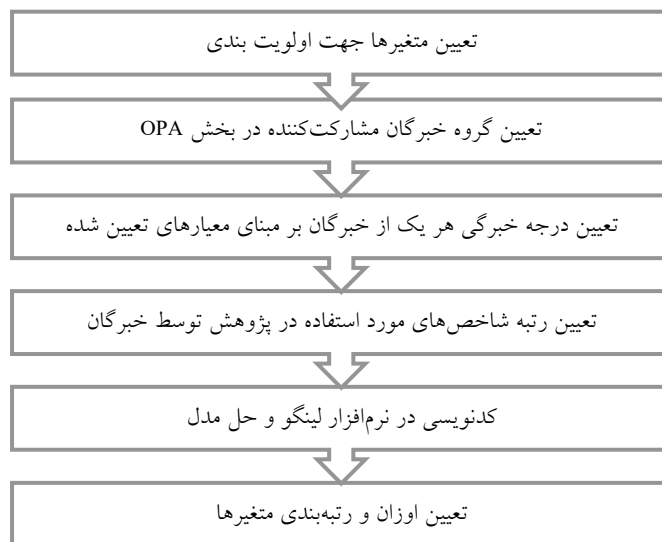 تعیین متغیرها جهت اولویت بندی
تعیین گروه خبرگان مشارکت‌کننده در بخش OPA
تعیین درجه خبرگی هر یک از خبرگان بر مبنای معیارهای تعیین شده
تعیین رتبه شاخص‌های مورد استفاده در پژوهش توسط خبرگان
کدنویسی در نرم‌افزار لینگو و حل مدل
تعیین اوزان و رتبه‌بندی متغیرها